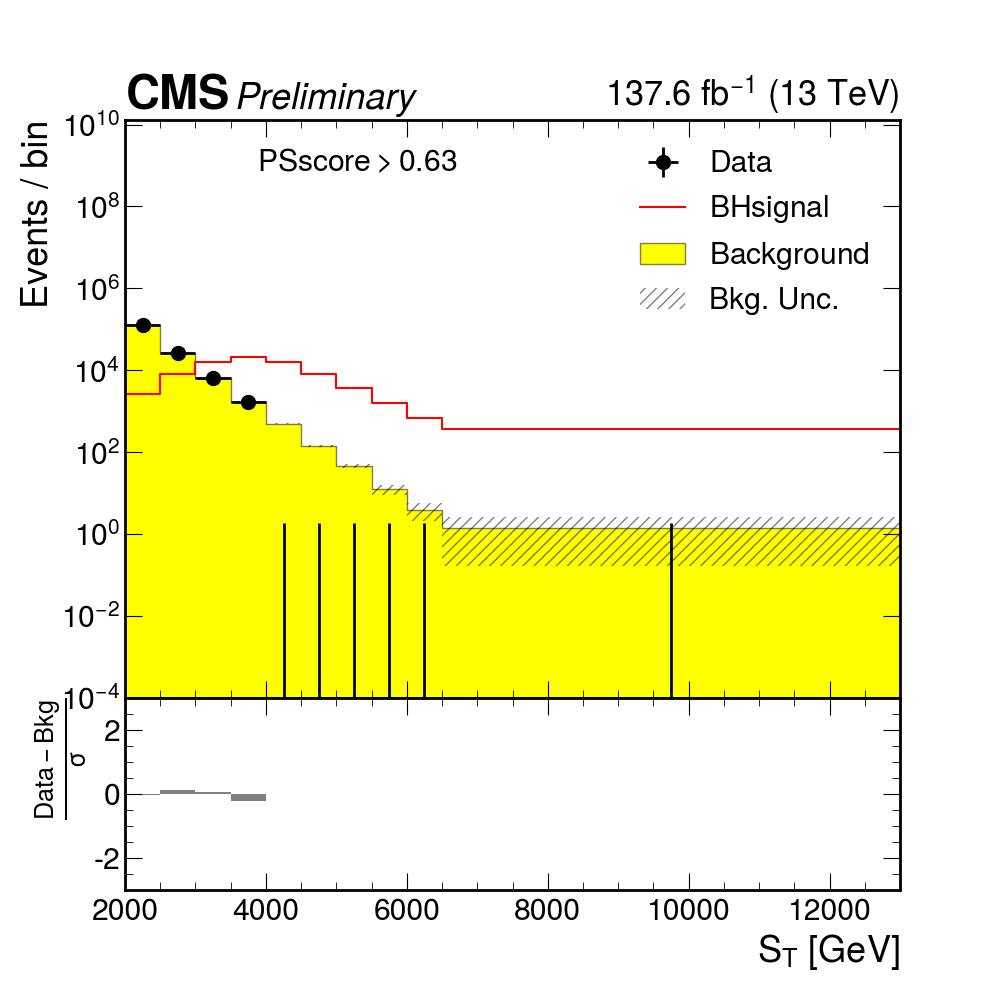 CMS Preliminary 137.6 fb⁻¹ (13 TeV)
Events / bin
10¹⁰
10⁸
10⁶
10⁴
10²
10⁰
10⁻²
10⁻⁴
PSscore > 0.63
Data
BHsignal
Background
Bkg. Unc.
Data − Bkg
σ
2
0
-2
2000 4000 6000 8000 10000 12000
S_T [GeV]